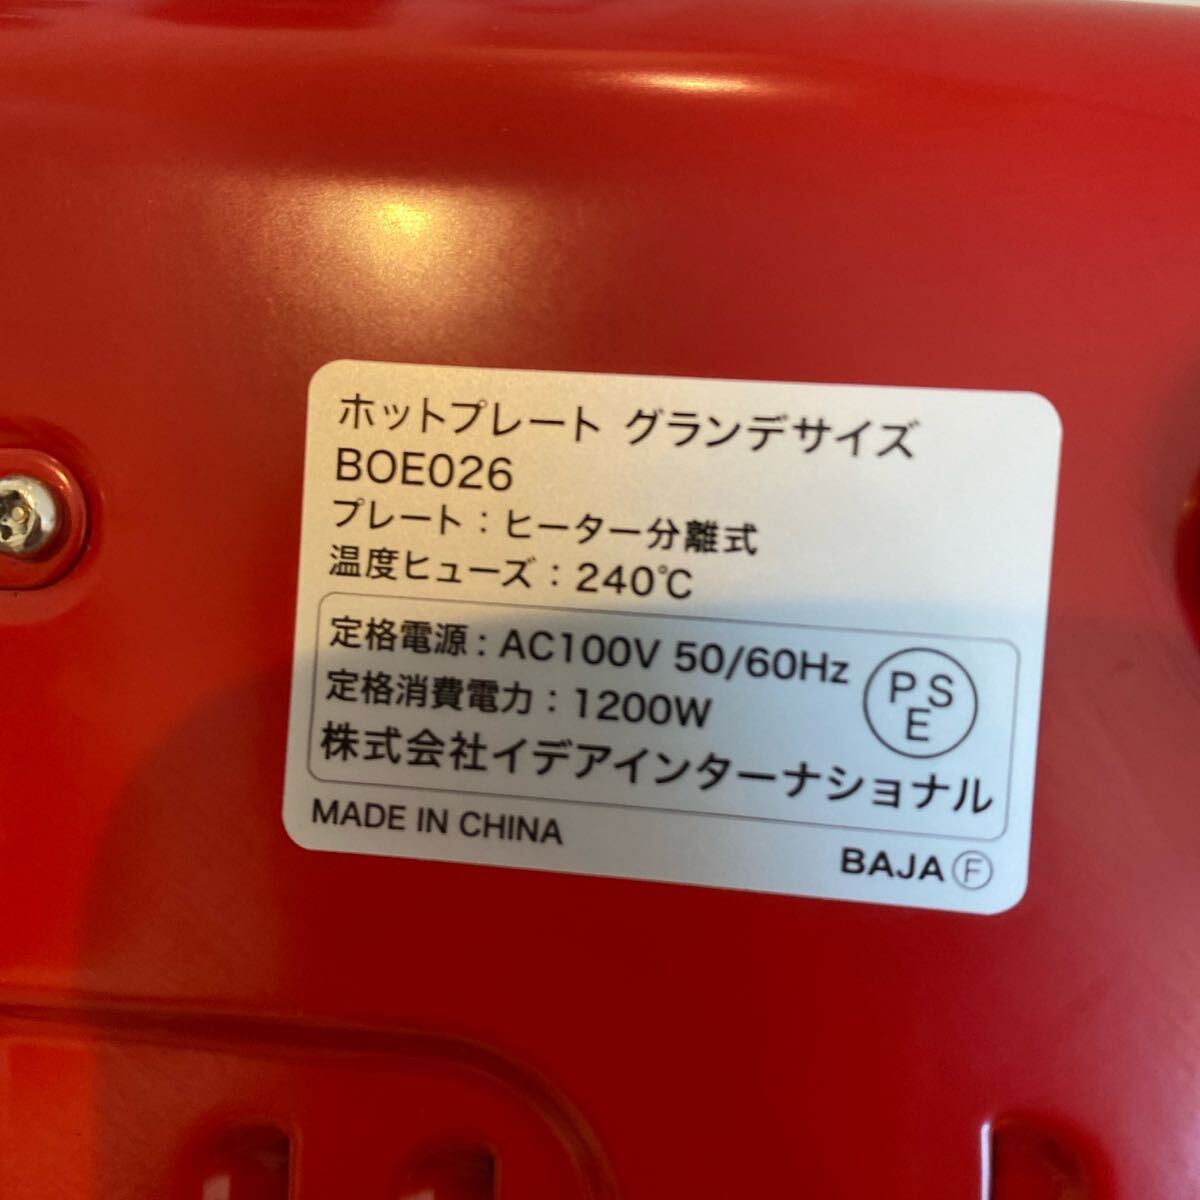 ホットプレート グランデサイズ
BOE026
プレート：ヒーター分離式
温度ヒューズ：240℃
定格電源：AC100V 50/60Hz
定格消費電力：1200W
PSE
株式会社イデアインターナショナル
MADE IN CHINA
BAJA Ⓕ